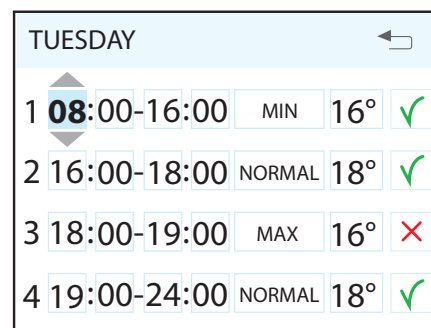 TUESDAY
1 08:00-16:00 MIN 16°
2 16:00-18:00 NORMAL 18°
3 18:00-19:00 MAX 16°
4 19:00-24:00 NORMAL 18°